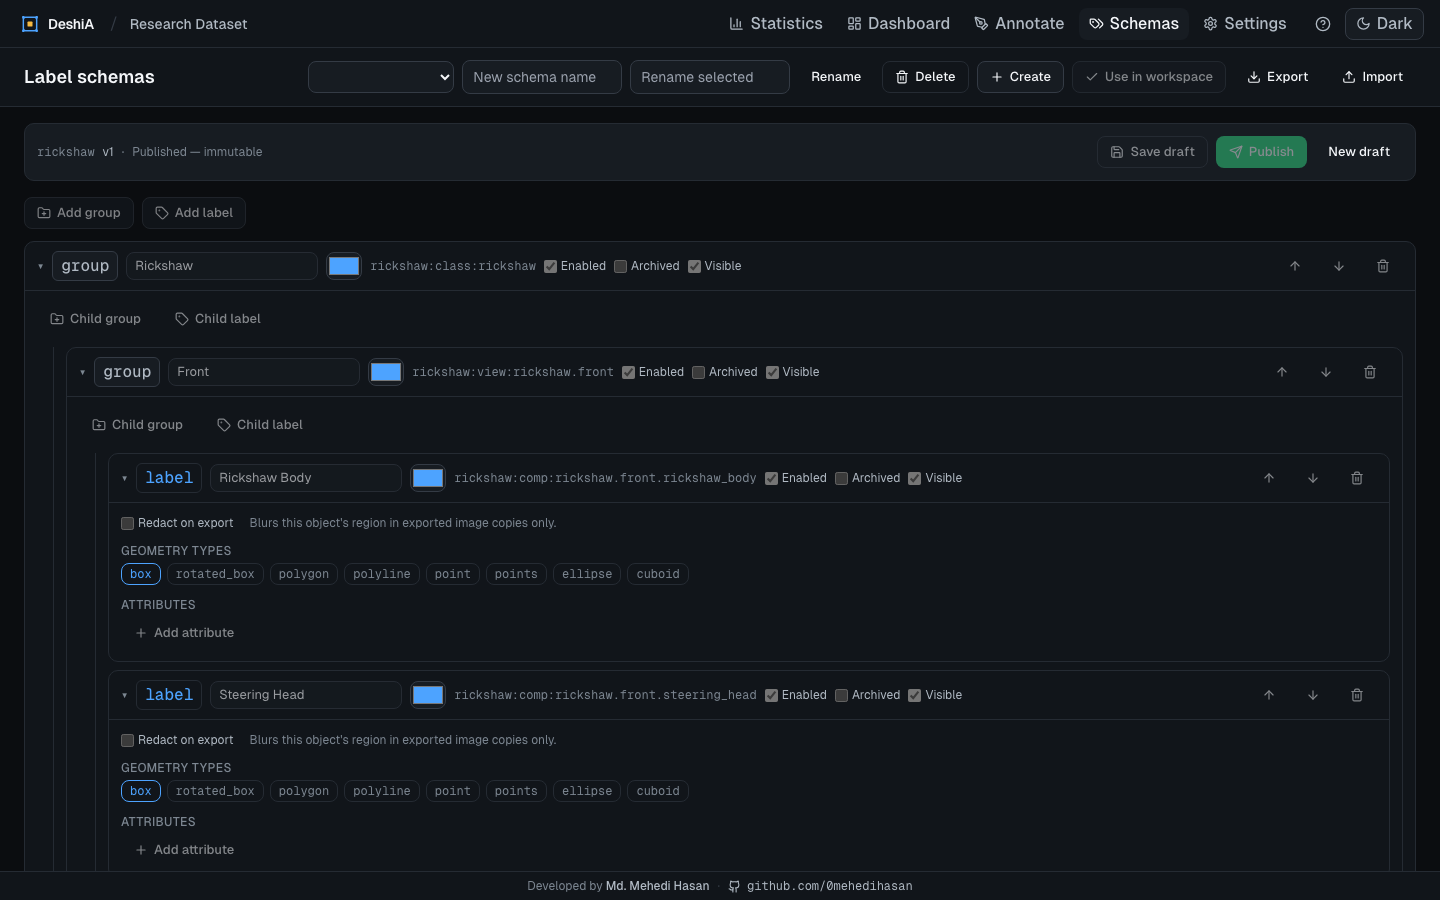 DeshiA / Research Dataset Statistics Dashboard Annotate Schemas Settings Dark
Label schemas New schema name Rename selected Rename Delete Create Use in workspace Export Import
rickshaw v1 · Published — immutable Save draft Publish New draft
Add group Add label
group Rickshaw rickshaw:class:rickshaw Enabled Archived Visible
Child group Child label
group Front rickshaw:view:rickshaw.front Enabled Archived Visible
Child group Child label
label Rickshaw Body rickshaw:comp:rickshaw.front.rickshaw_body Enabled Archived Visible
Redact on export Blurs this object's region in exported image copies only.
GEOMETRY TYPES
box rotated_box polygon polyline point points ellipse cuboid
ATTRIBUTES
Add attribute
label Steering Head rickshaw:comp:rickshaw.front.steering_head Enabled Archived Visible
Redact on export Blurs this object's region in exported image copies only.
GEOMETRY TYPES
box rotated_box polygon polyline point points ellipse cuboid
ATTRIBUTES
Add attribute
Developed by Md. Mehedi Hasan · github.com/0mehedihasan